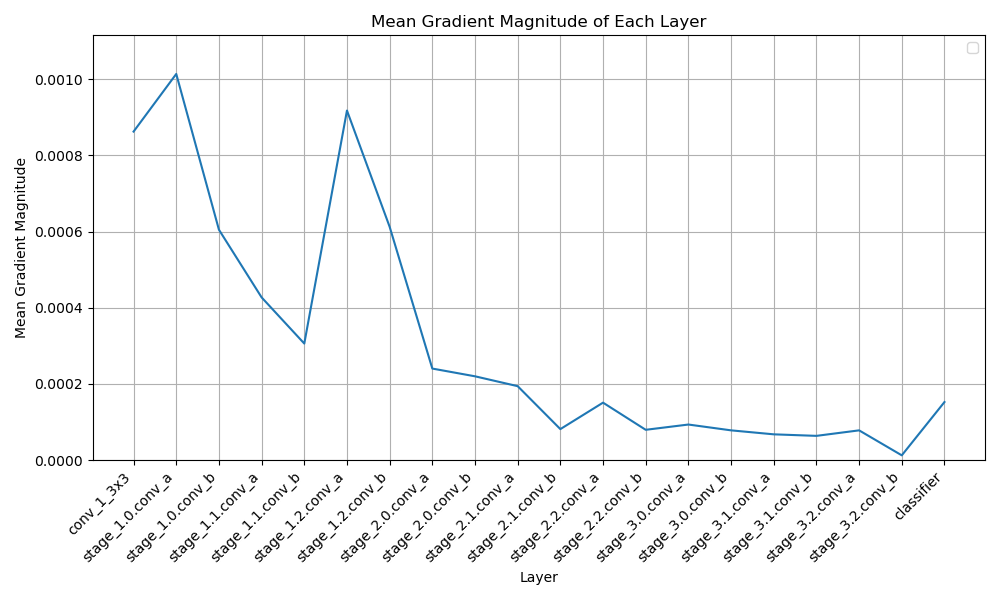 Mean Gradient Magnitude of Each Layer
Mean Gradient Magnitude
0.0010
0.0008
0.0006
0.0004
0.0002
0.0000
conv_1_3x3
stage_1.0.conv_a
stage_1.0.conv_b
stage_1.1.conv_a
stage_1.1.conv_b
stage_1.2.conv_a
stage_1.2.conv_b
stage_2.0.conv_a
stage_2.0.conv_b
stage_2.1.conv_a
stage_2.1.conv_b
stage_2.2.conv_a
stage_2.2.conv_b
stage_3.0.conv_a
stage_3.0.conv_b
stage_3.1.conv_a
stage_3.1.conv_b
stage_3.2.conv_a
stage_3.2.conv_b
classifier
Layer